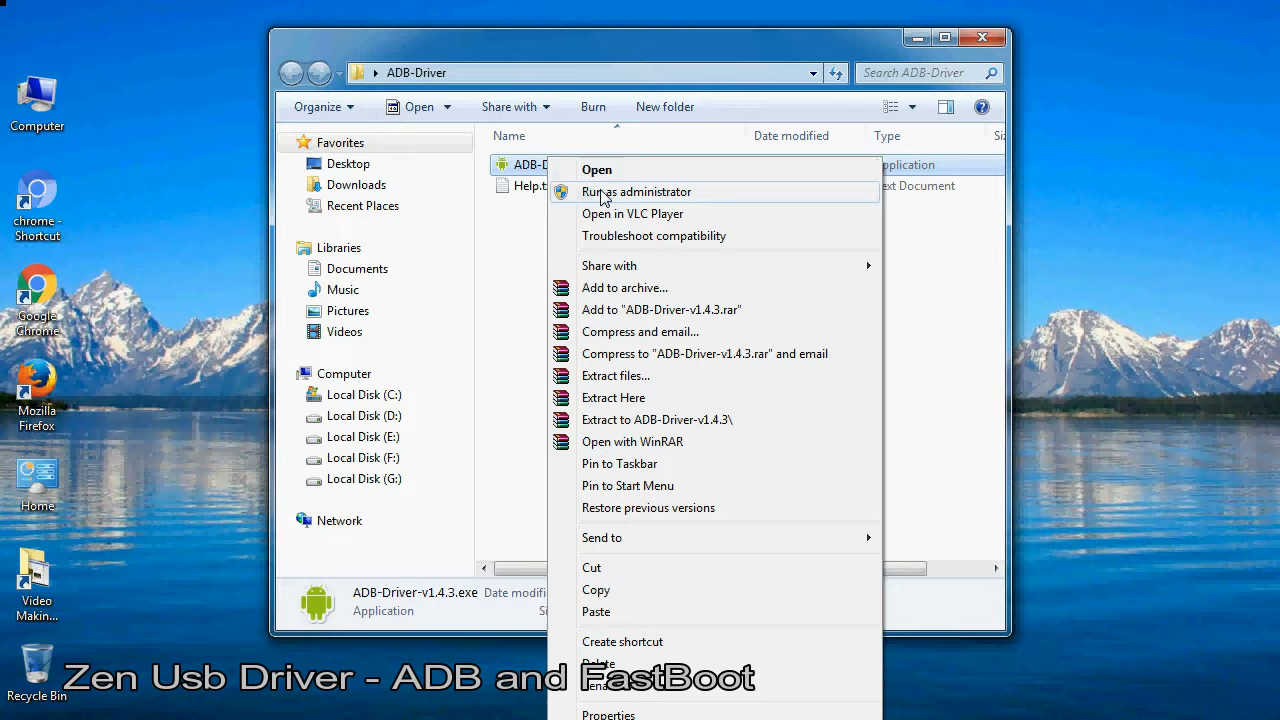 ADB-Driver
Search ADB-Driver
Organize
Open
Share with
Burn
New folder
Name
Date modified
Type
Favorites
Desktop
Downloads
Recent Places
Libraries
Documents
Music
Pictures
Videos
Computer
Local Disk (C:)
Local Disk (D:)
Local Disk (E:)
Local Disk (F:)
Local Disk (G:)
Network
Open
Run as administrator
Open in VLC Player
Troubleshoot compatibility
Share with
Add to archive...
Add to "ADB-Driver-v1.4.3.rar"
Compress and email...
Compress to "ADB-Driver-v1.4.3.rar" and email
Extract files...
Extract Here
Extract to ADB-Driver-v1.4.3\
Open with WinRAR
Pin to Taskbar
Pin to Start Menu
Restore previous versions
Send to
Cut
Copy
Paste
Create shortcut
Delete
Properties
ADB-Driver-v1.4.3.exe
Date modifi
Application
Computer
chrome -
Shortcut
Google
Chrome
Mozilla
Firefox
Home
Video
Makin...
Recycle Bin
Zen Usb Driver - ADB and FastBoot